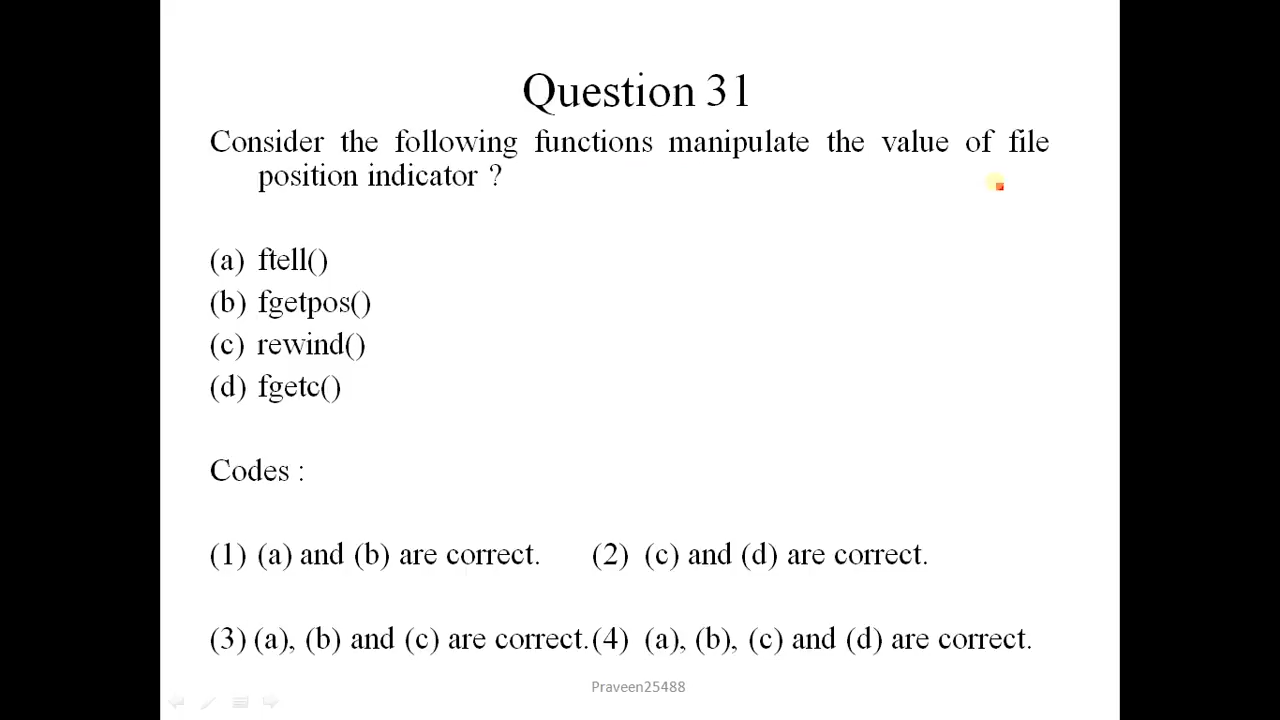 Question 31
Consider the following functions manipulate the value of file
position indicator ?
(a) ftell()
(b) fgetpos()
(c) rewind()
(d) fgetc()
Codes :
(1) (a) and (b) are correct. (2) (c) and (d) are correct.
(3) (a), (b) and (c) are correct.(4) (a), (b), (c) and (d) are correct.
Praveen25488